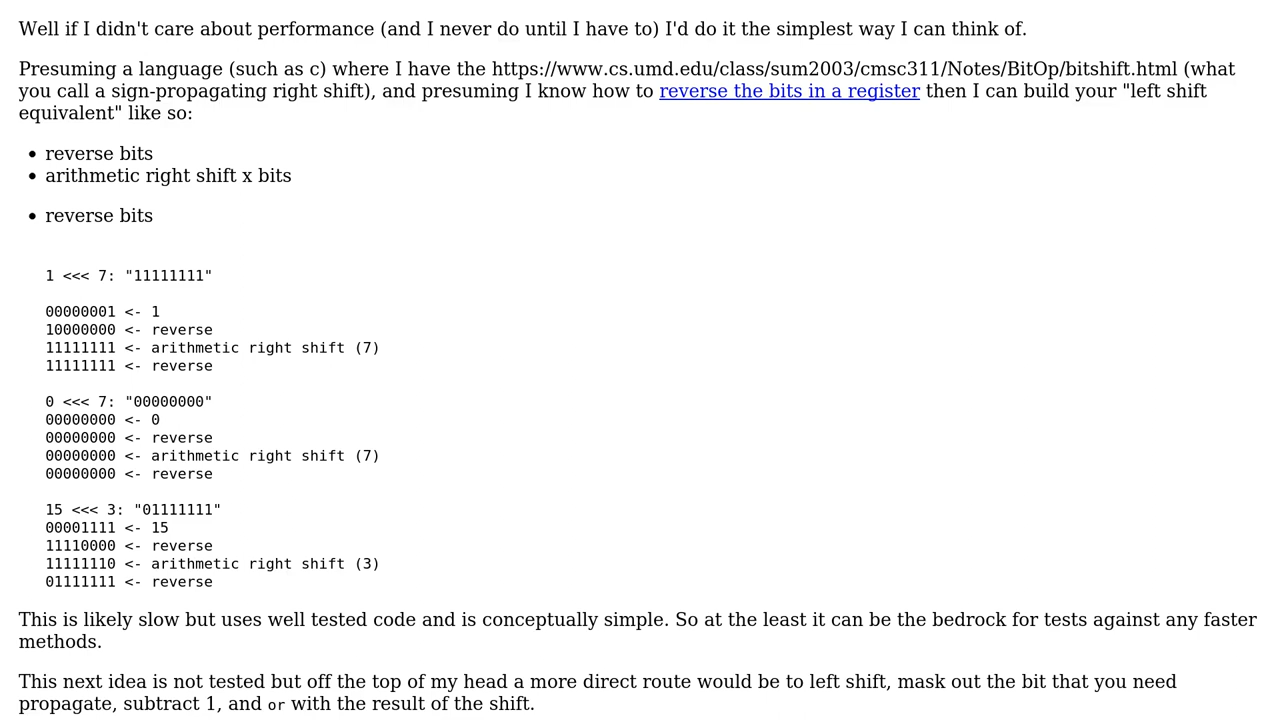 Well if I didn't care about performance (and I never do until I have to) I'd do it the simplest way I can think of.
Presuming a language (such as c) where I have the https://www.cs.umd.edu/class/sum2003/cmsc311/Notes/BitOp/bitshift.html (what
you call a sign-propagating right shift), and presuming I know how to reverse the bits in a register then I can build your "left shift
equivalent" like so:
• reverse bits
• arithmetic right shift x bits
• reverse bits
1 <<< 7: "11111111"
00000001 <- 1
10000000 <- reverse
11111111 <- arithmetic right shift (7)
11111111 <- reverse
0 <<< 7: "00000000"
00000000 <- 0
00000000 <- reverse
00000000 <- arithmetic right shift (7)
00000000 <- reverse
15 <<< 3: "01111111"
00001111 <- 15
11110000 <- reverse
11111110 <- arithmetic right shift (3)
01111111 <- reverse
This is likely slow but uses well tested code and is conceptually simple. So at the least it can be the bedrock for tests against any faster
methods.
This next idea is not tested but off the top of my head a more direct route would be to left shift, mask out the bit that you need
propagate, subtract 1, and or with the result of the shift.